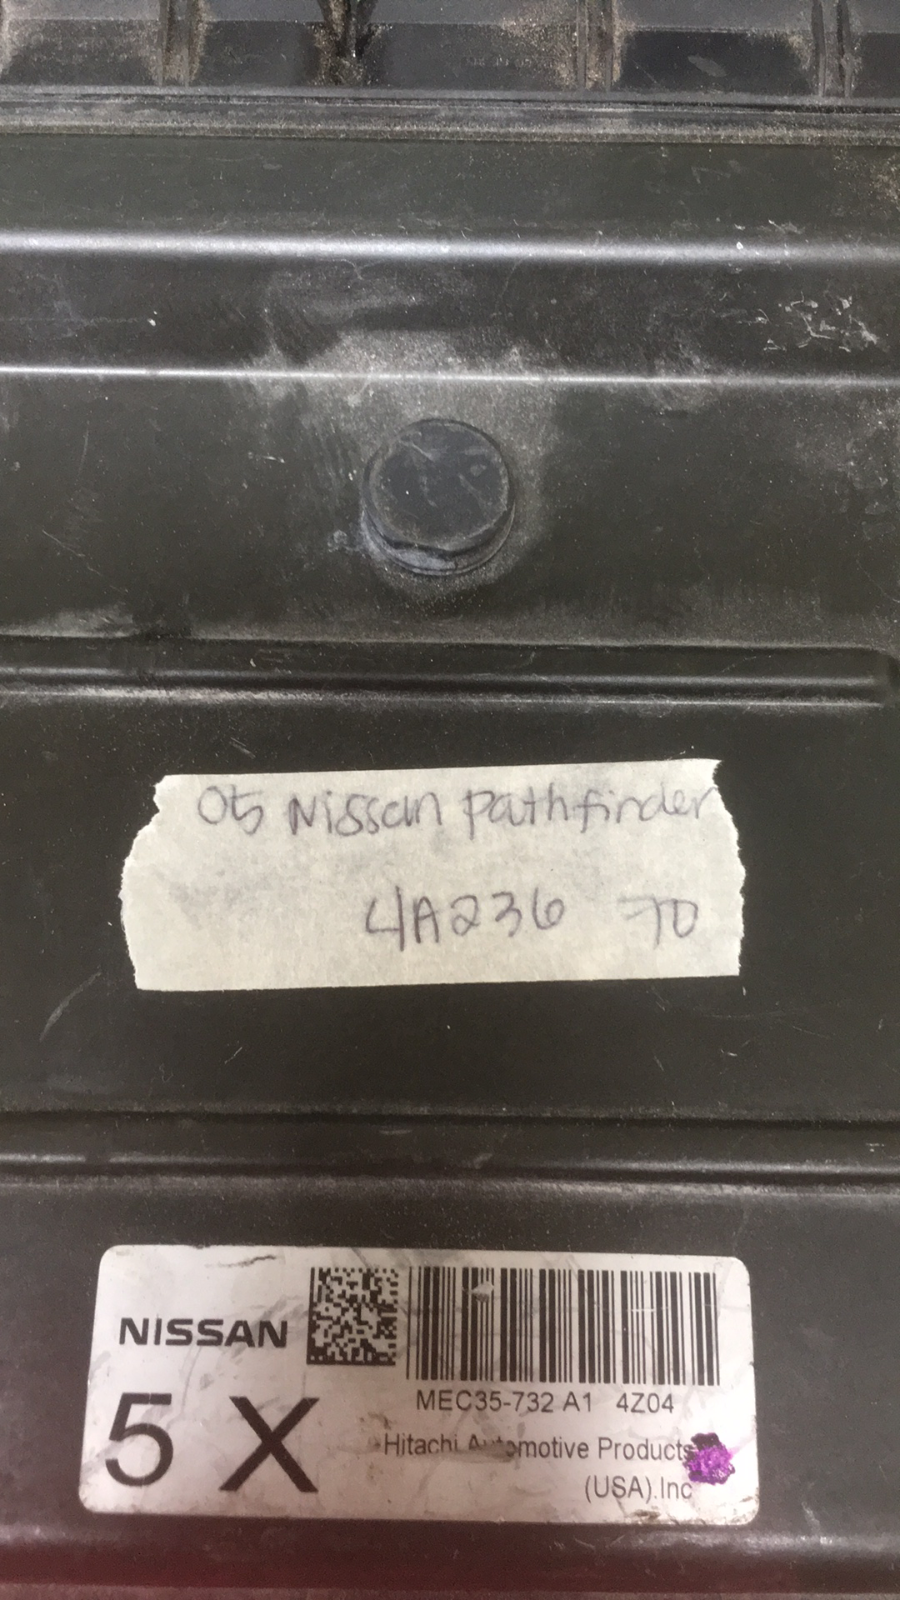 05 Nissan Pathfinder
4A236 70
NISSAN
5 X
MEC35-732 A1 4Z04
Hitachi Automotive Products
(USA).Inc